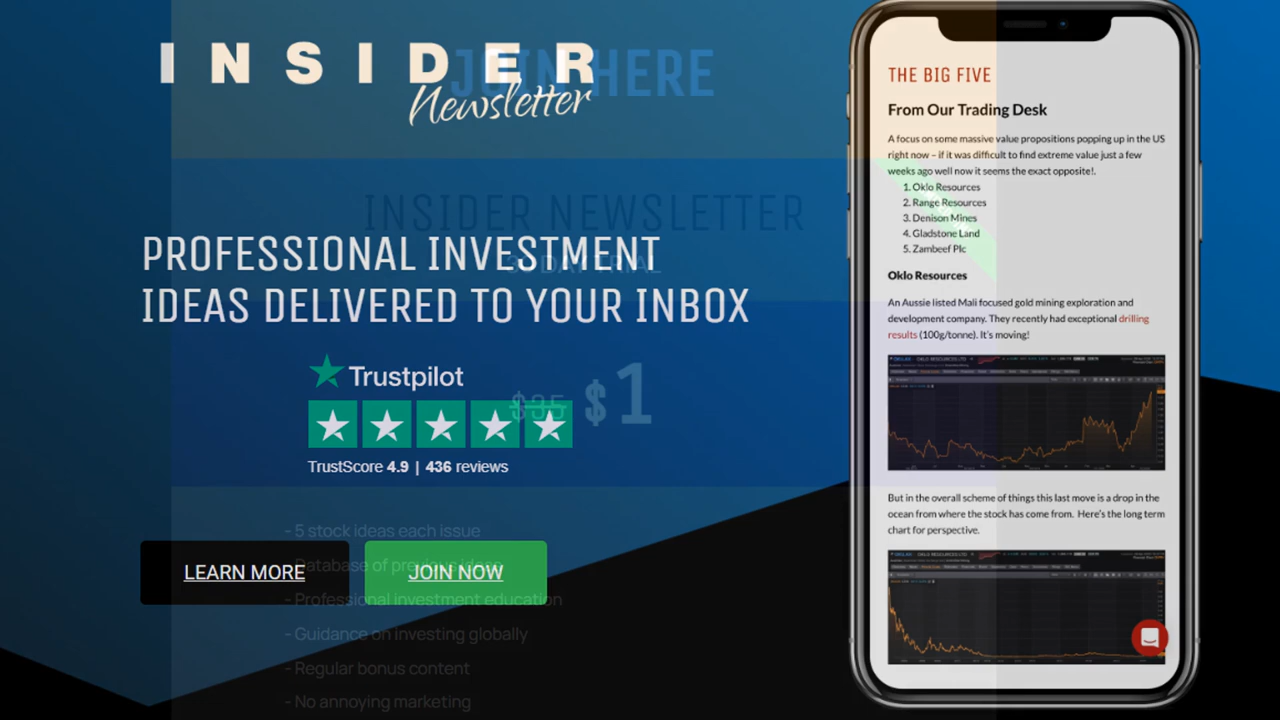 INSIDER
Newsletter
JOIN HERE
INSIDER NEWSLETTER
PROFESSIONAL INVESTMENT
IDEAS DELIVERED TO YOUR INBOX
30 DAY TRIAL
Trustpilot
$35 $1
TrustScore 4.9 | 436 reviews
- 5 stock ideas each issue
- Database of previous ideas
LEARN MORE
JOIN NOW
- Professional investment education
- Guidance on investing globally
- Regular bonus content
- No annoying marketing
THE BIG FIVE
From Our Trading Desk
A focus on some massive value propositions popping up in the US
right now – if it was difficult to find extreme value just a few
weeks ago well now it seems the exact opposite!.
1. Oklo Resources
2. Range Resources
3. Denison Mines
4. Gladstone Land
5. Zambeef Plc
Oklo Resources
An Aussie listed Mali focused gold mining exploration and
development company. They recently had exceptional drilling
results (100g/tonne). It's moving!
But in the overall scheme of things this last move is a drop in the
ocean from where the stock has come from. Here's the long term
chart for perspective.